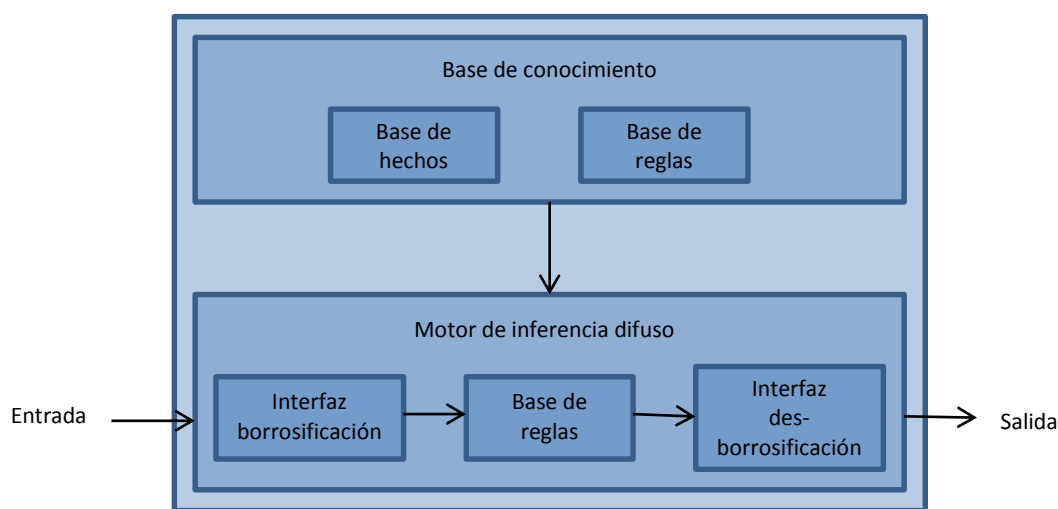 Base de conocimiento
Base de
hechos
Base de
reglas
Motor de inferencia difuso
Entrada
Interfaz
borrosificación
Base de
reglas
Interfaz
des-
borrosificación
Salida